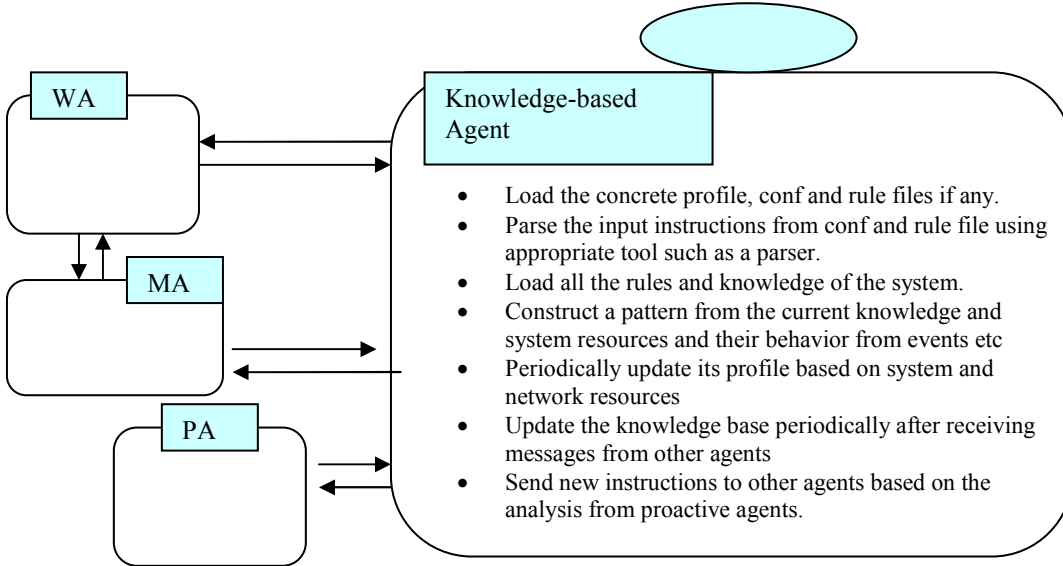 WA
MA
PA
Knowledge-based
Agent
• Load the concrete profile, conf and rule files if any.
• Parse the input instructions from conf and rule file using
appropriate tool such as a parser.
• Load all the rules and knowledge of the system.
• Construct a pattern from the current knowledge and
system resources and their behavior from events etc
• Periodically update its profile based on system and
network resources
• Update the knowledge base periodically after receiving
messages from other agents
• Send new instructions to other agents based on the
analysis from proactive agents.